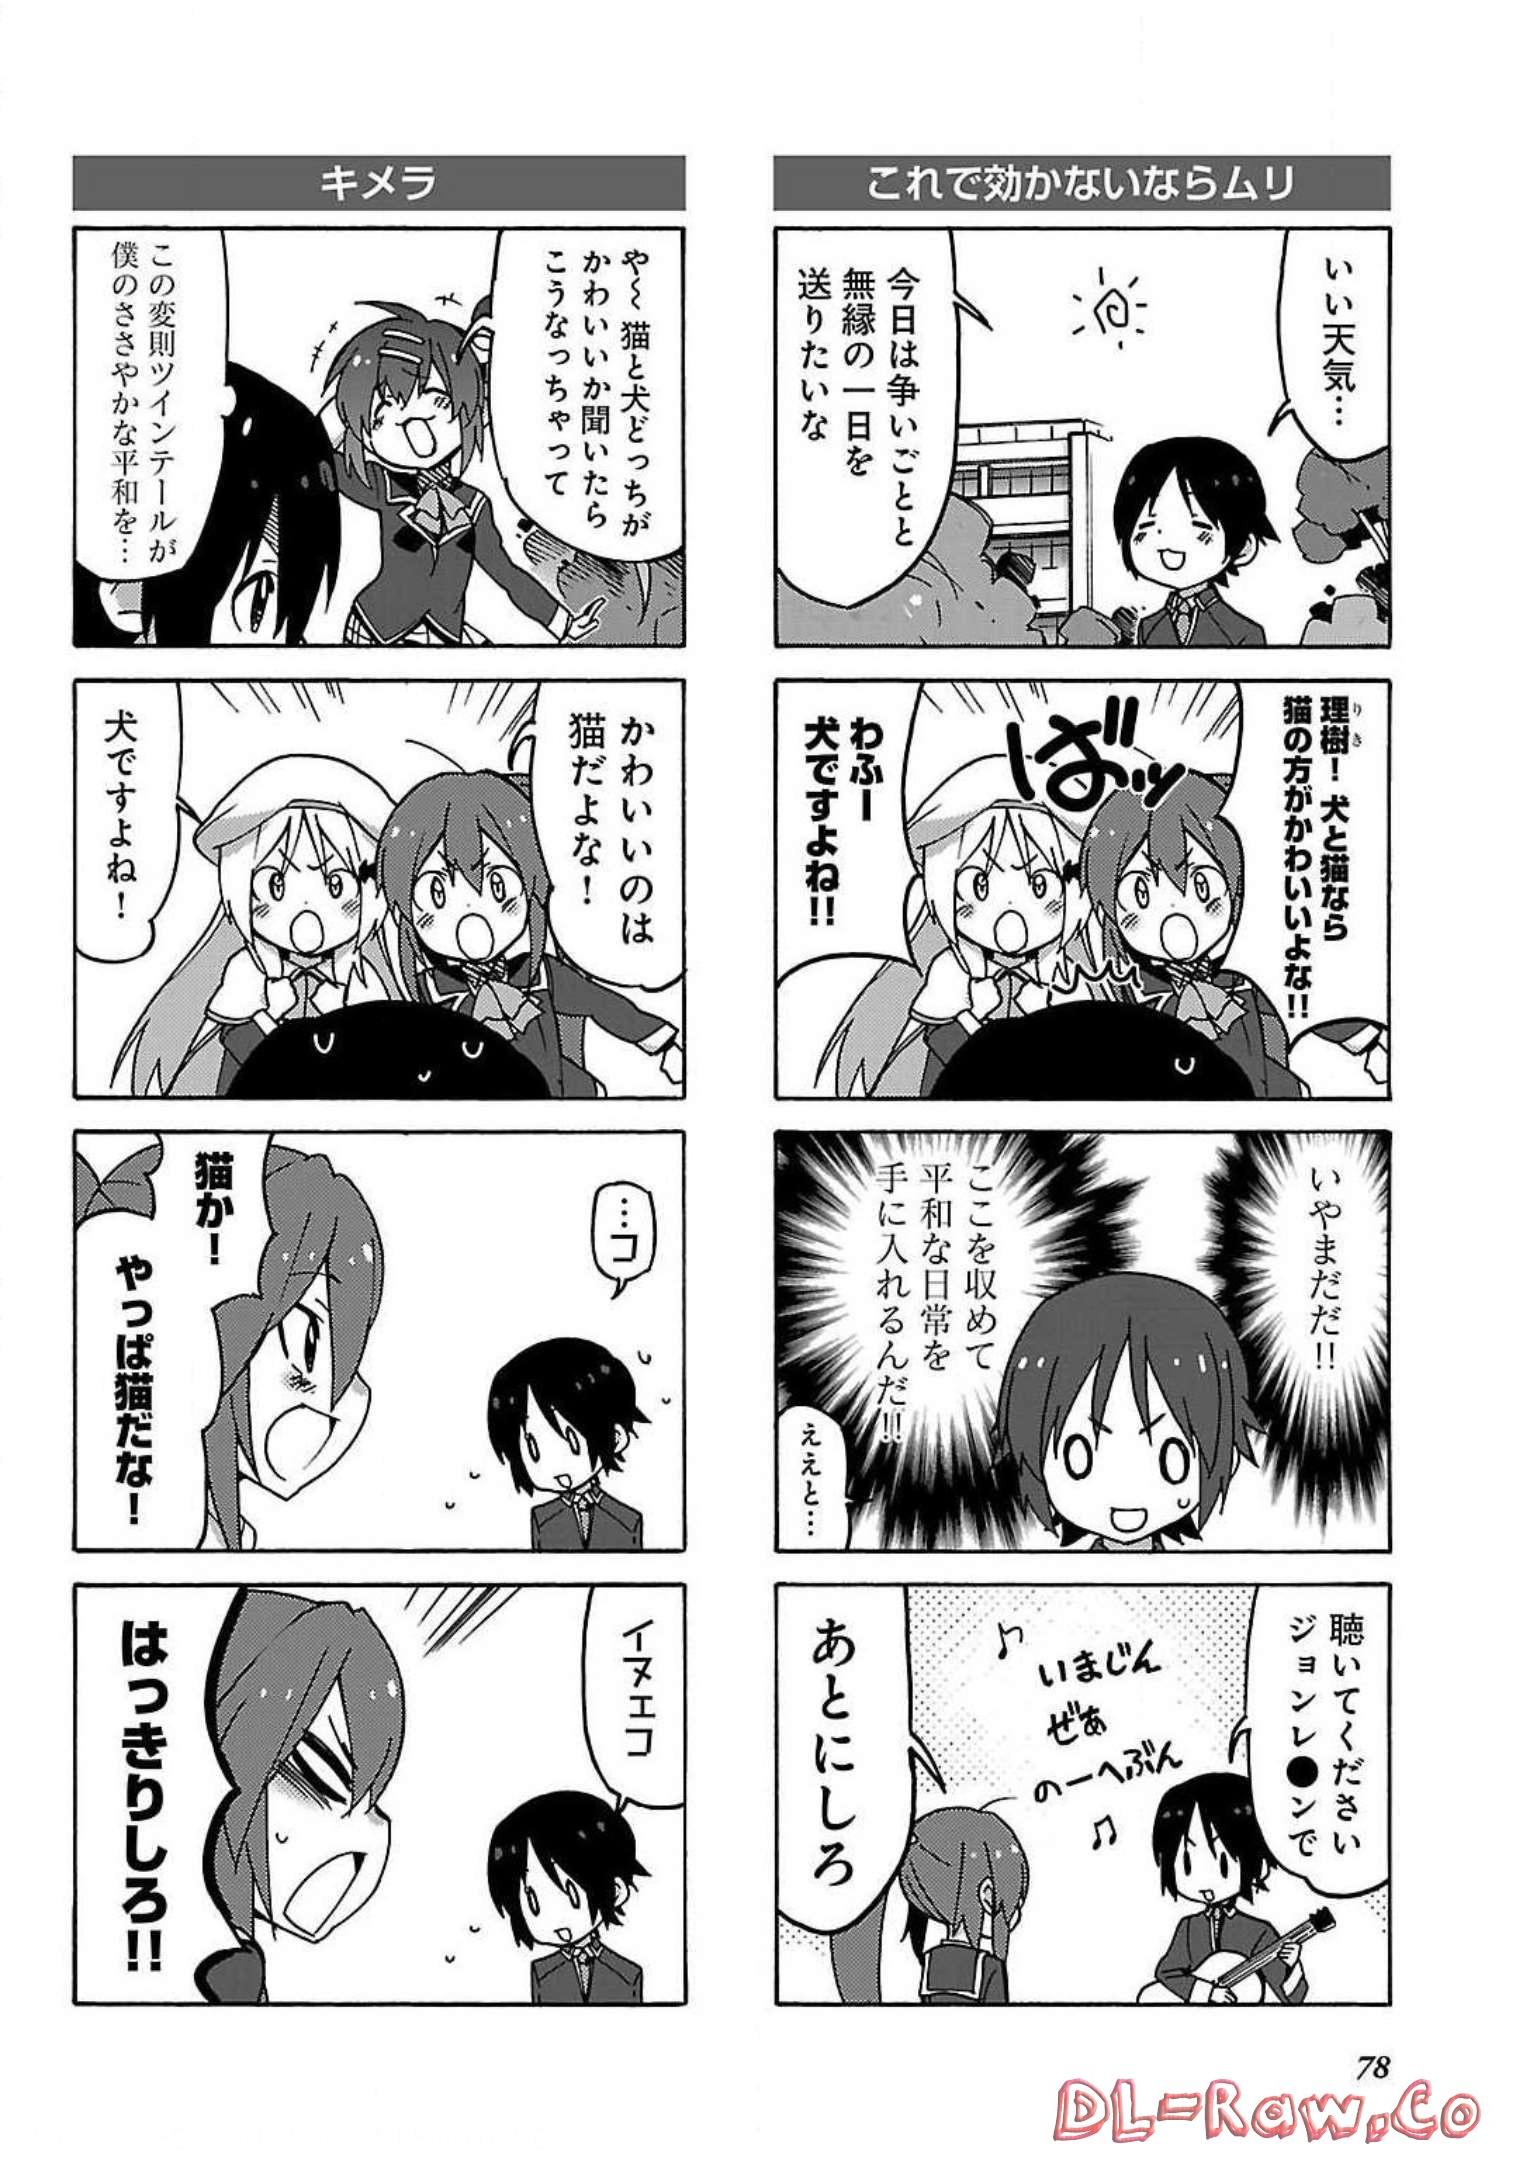 これで効かないならムリ
いい天気…
今日は争いごとと
無縁の一日を
送りたいな
理樹！犬と猫なら
りき
猫の方がかわいいよな!!
ばッ
わふー
犬ですよね!!
いやまだだ!!
ここを収めて
平和な日常を
手に入れるんだ!!
ええと…
聴いてください
ジョンレ●ンで
♪いまじん
ぜあ
のーへぶん♪
あとにしろ
キメラ
や～猫と犬どっちが
かわいいか聞いたら
こうなっちゃって
この変則ツインテールが
僕のささやかな平和を…
かわいいのは
猫だよな！
犬ですよね！
…コ
猫か！
やっぱ猫だな！
イヌエコ
はっきりしろ!!
78
DL-Raw.Co